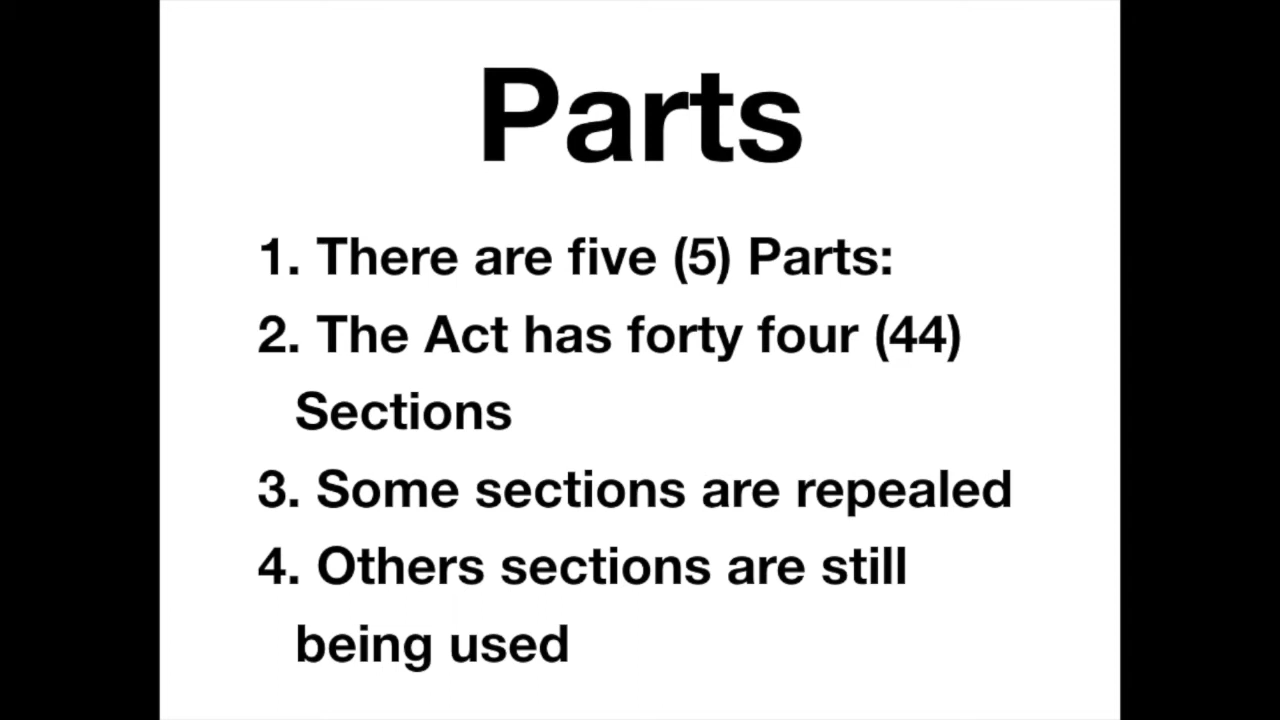 Parts
1. There are five (5) Parts:
2. The Act has forty four (44)
Sections
3. Some sections are repealed
4. Others sections are still
being used